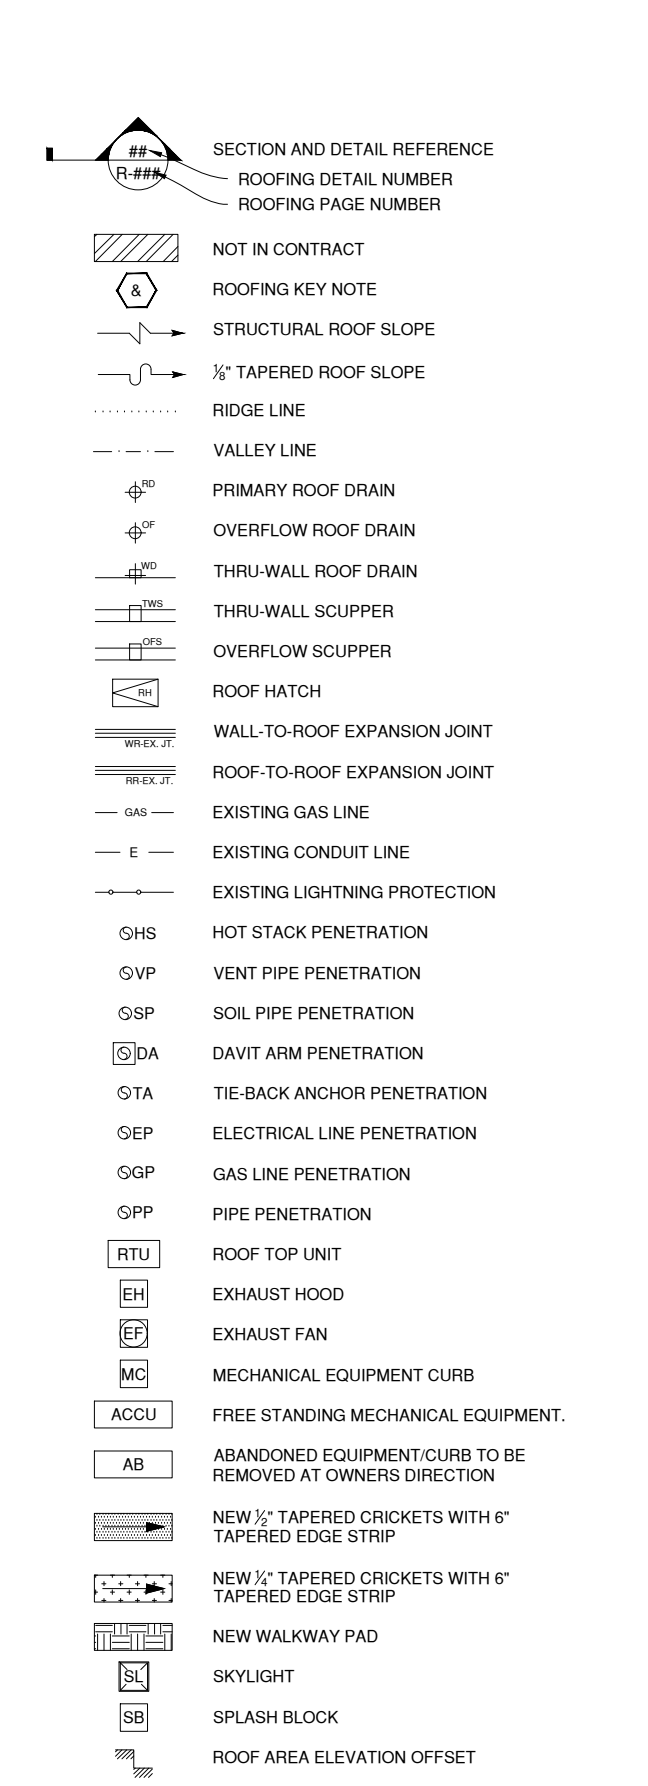 ## SECTION AND DETAIL REFERENCE
R-### ROOFING DETAIL NUMBER
ROOFING PAGE NUMBER
NOT IN CONTRACT
& ROOFING KEY NOTE
STRUCTURAL ROOF SLOPE
⅛" TAPERED ROOF SLOPE
RIDGE LINE
VALLEY LINE
RD PRIMARY ROOF DRAIN
OF OVERFLOW ROOF DRAIN
WD THRU-WALL ROOF DRAIN
TWS THRU-WALL SCUPPER
OFS OVERFLOW SCUPPER
RH ROOF HATCH
WR-EX. JT. WALL-TO-ROOF EXPANSION JOINT
RR-EX. JT. ROOF-TO-ROOF EXPANSION JOINT
GAS EXISTING GAS LINE
E EXISTING CONDUIT LINE
EXISTING LIGHTNING PROTECTION
HS HOT STACK PENETRATION
VP VENT PIPE PENETRATION
SP SOIL PIPE PENETRATION
DA DAVIT ARM PENETRATION
TA TIE-BACK ANCHOR PENETRATION
EP ELECTRICAL LINE PENETRATION
GP GAS LINE PENETRATION
PP PIPE PENETRATION
RTU ROOF TOP UNIT
EH EXHAUST HOOD
EF EXHAUST FAN
MC MECHANICAL EQUIPMENT CURB
ACCU FREE STANDING MECHANICAL EQUIPMENT.
AB ABANDONED EQUIPMENT/CURB TO BE
REMOVED AT OWNERS DIRECTION
NEW ½" TAPERED CRICKETS WITH 6"
TAPERED EDGE STRIP
NEW ¼" TAPERED CRICKETS WITH 6"
TAPERED EDGE STRIP
NEW WALKWAY PAD
SL SKYLIGHT
SB SPLASH BLOCK
ROOF AREA ELEVATION OFFSET